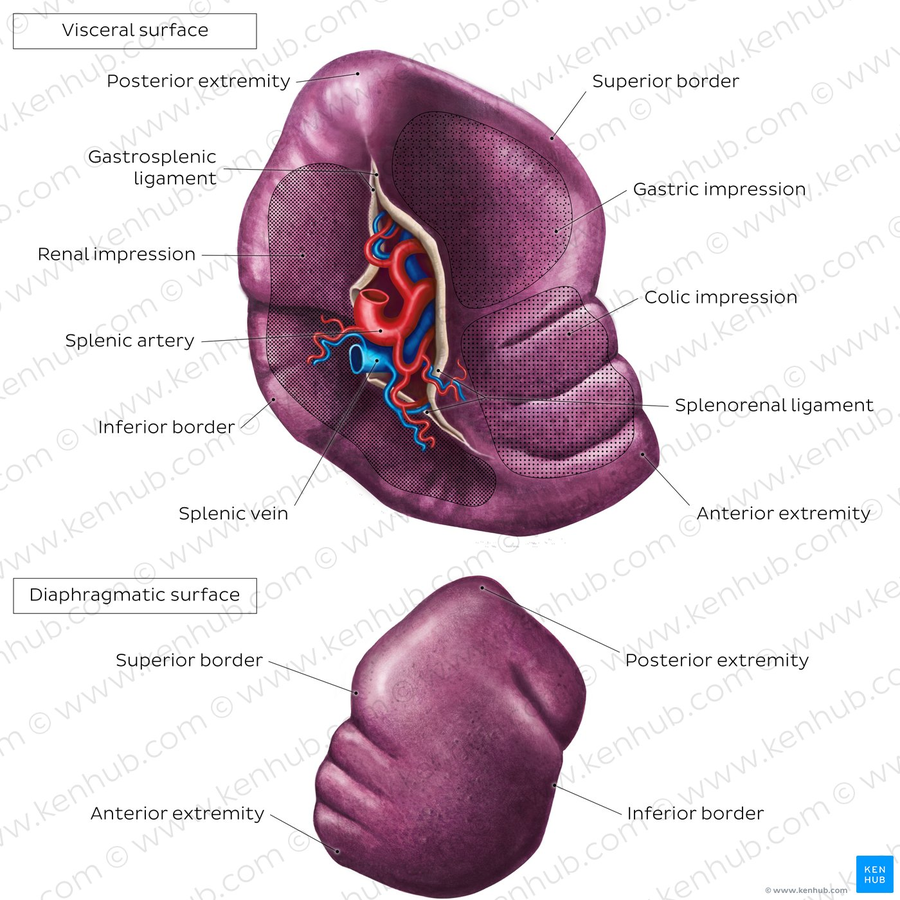 Visceral surface
Posterior extremity
Superior border
Gastrosplenic
ligament
Gastric impression
Renal impression
Colic impression
Splenic artery
Splenorenal ligament
Inferior border
Splenic vein
Anterior extremity
Diaphragmatic surface
Superior border
Posterior extremity
Anterior extremity
Inferior border
KEN
HUB
© www.kenhub.com